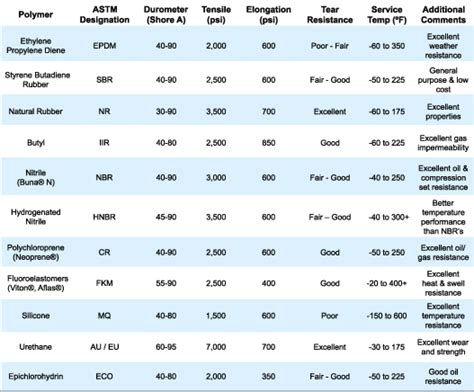 Polymer ASTM Designation Durometer (Shore A) Tensile (psi) Elongation (psi) Tear Resistance Service Temp (ºF) Additional Comments
Ethylene Propylene Diene EPDM 40-90 2,000 600 Poor - Fair -60 to 350 Excellent weather resistance
Styrene Butadiene Rubber SBR 40-90 2,500 600 Fair - Good -50 to 225 General purpose & low cost
Natural Rubber NR 30-90 3,500 700 Excellent -60 to 175 Excellent properties
Butyl IIR 40-80 2,500 850 Good -60 to 225 Excellent gas impermeability
Nitrile (Buna® N) NBR 40-90 3,000 600 Fair - Good -40 to 250 Excellent oil & compression set resistance
Hydrogenated Nitrile HNBR 45-90 3,500 600 Fair – Good -40 to 300+ Better temperature performance than NBR's
Polychloroprene (Neoprene®) CR 40-90 2,500 600 Good -50 to 250 Excellent oil/ gas resistance
Fluoroelastomers (Viton®, Aflas®) FKM 55-90 2,500 400 Good -20 to 400+ Excellent heat & swell resistance
Silicone MQ 40-80 1,500 600 Poor -150 to 600 Excellent temperature resistance
Urethane AU / EU 60-95 7,000 700 Excellent -30 to 175 Excellent wear and strength
Epichlorohydrin ECO 40-90 2,000 350 Fair - Good -60 to 225 Good oil resistance